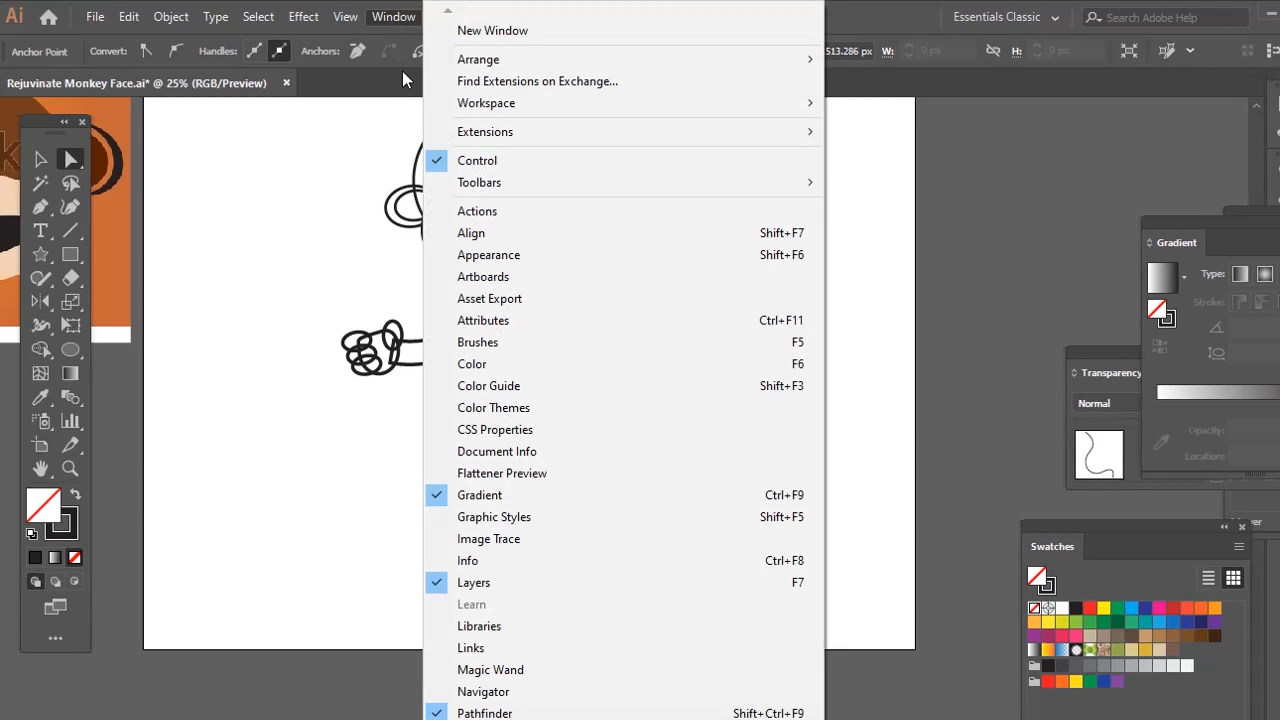 Ai File Edit Object Type Select Effect View Window Essentials Classic Search Adobe Help
Anchor Point Convert: Handles: Anchors: 513.286 px W: 0 px H: 0 px
Rejuvinate Monkey Face.ai* @ 25% (RGB/Preview)
New Window
Arrange
Find Extensions on Exchange...
Workspace
Extensions
Control
Toolbars
Actions
Align Shift+F7
Appearance Shift+F6
Artboards
Asset Export
Attributes Ctrl+F11
Brushes F5
Color F6
Color Guide Shift+F3
Color Themes
CSS Properties
Document Info
Flattener Preview
Gradient Ctrl+F9
Graphic Styles Shift+F5
Image Trace
Info Ctrl+F8
Layers F7
Learn
Libraries
Links
Magic Wand
Navigator
Pathfinder Shift+Ctrl+F9
Gradient
Type:
Strokes:
Transparency
Normal
Opacity:
Location:
Swatches